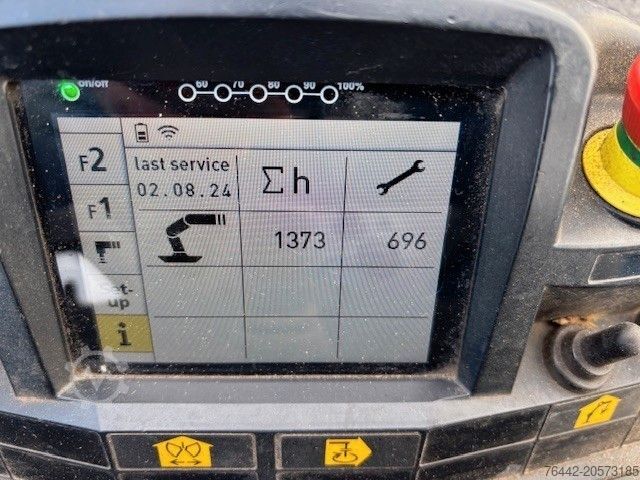 on/off
60 70 80 90 100%
F2
last service
02.08.24
Σh
F1
1373
696
Set-
up
i
76442-20573185